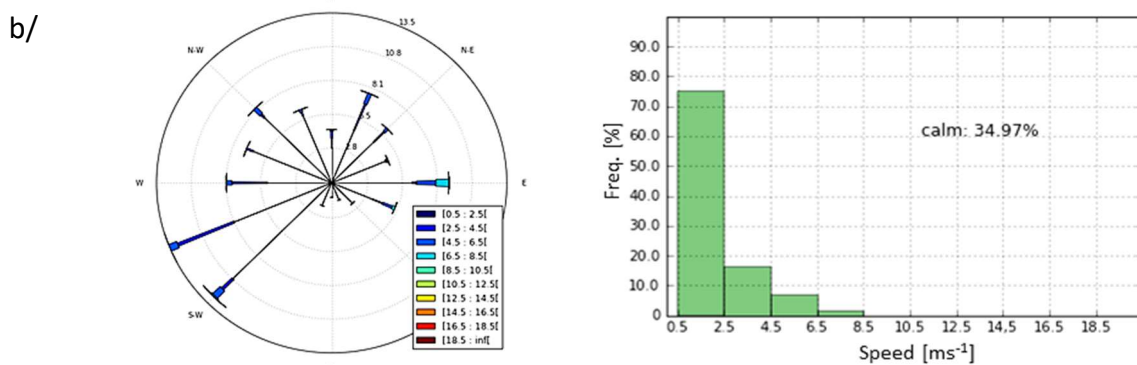 b/
13.5
10.8
8.1
5.5
2.8
N-W
N-E
W
E
S-W
[0.5 : 2.5[
[2.5 : 4.5[
[4.5 : 6.5[
[6.5 : 8.5[
[8.5 : 10.5[
[10.5 : 12.5[
[12.5 : 14.5[
[14.5 : 16.5[
[16.5 : 18.5[
[18.5 : inf[
Freq. [%]
90.0
80.0
70.0
60.0
50.0
40.0
30.0
20.0
10.0
0
calm: 34.97%
0.5 2.5 4.5 6.5 8.5 10.5 12.5 14,5 16.5 18.5
Speed [ms⁻¹]